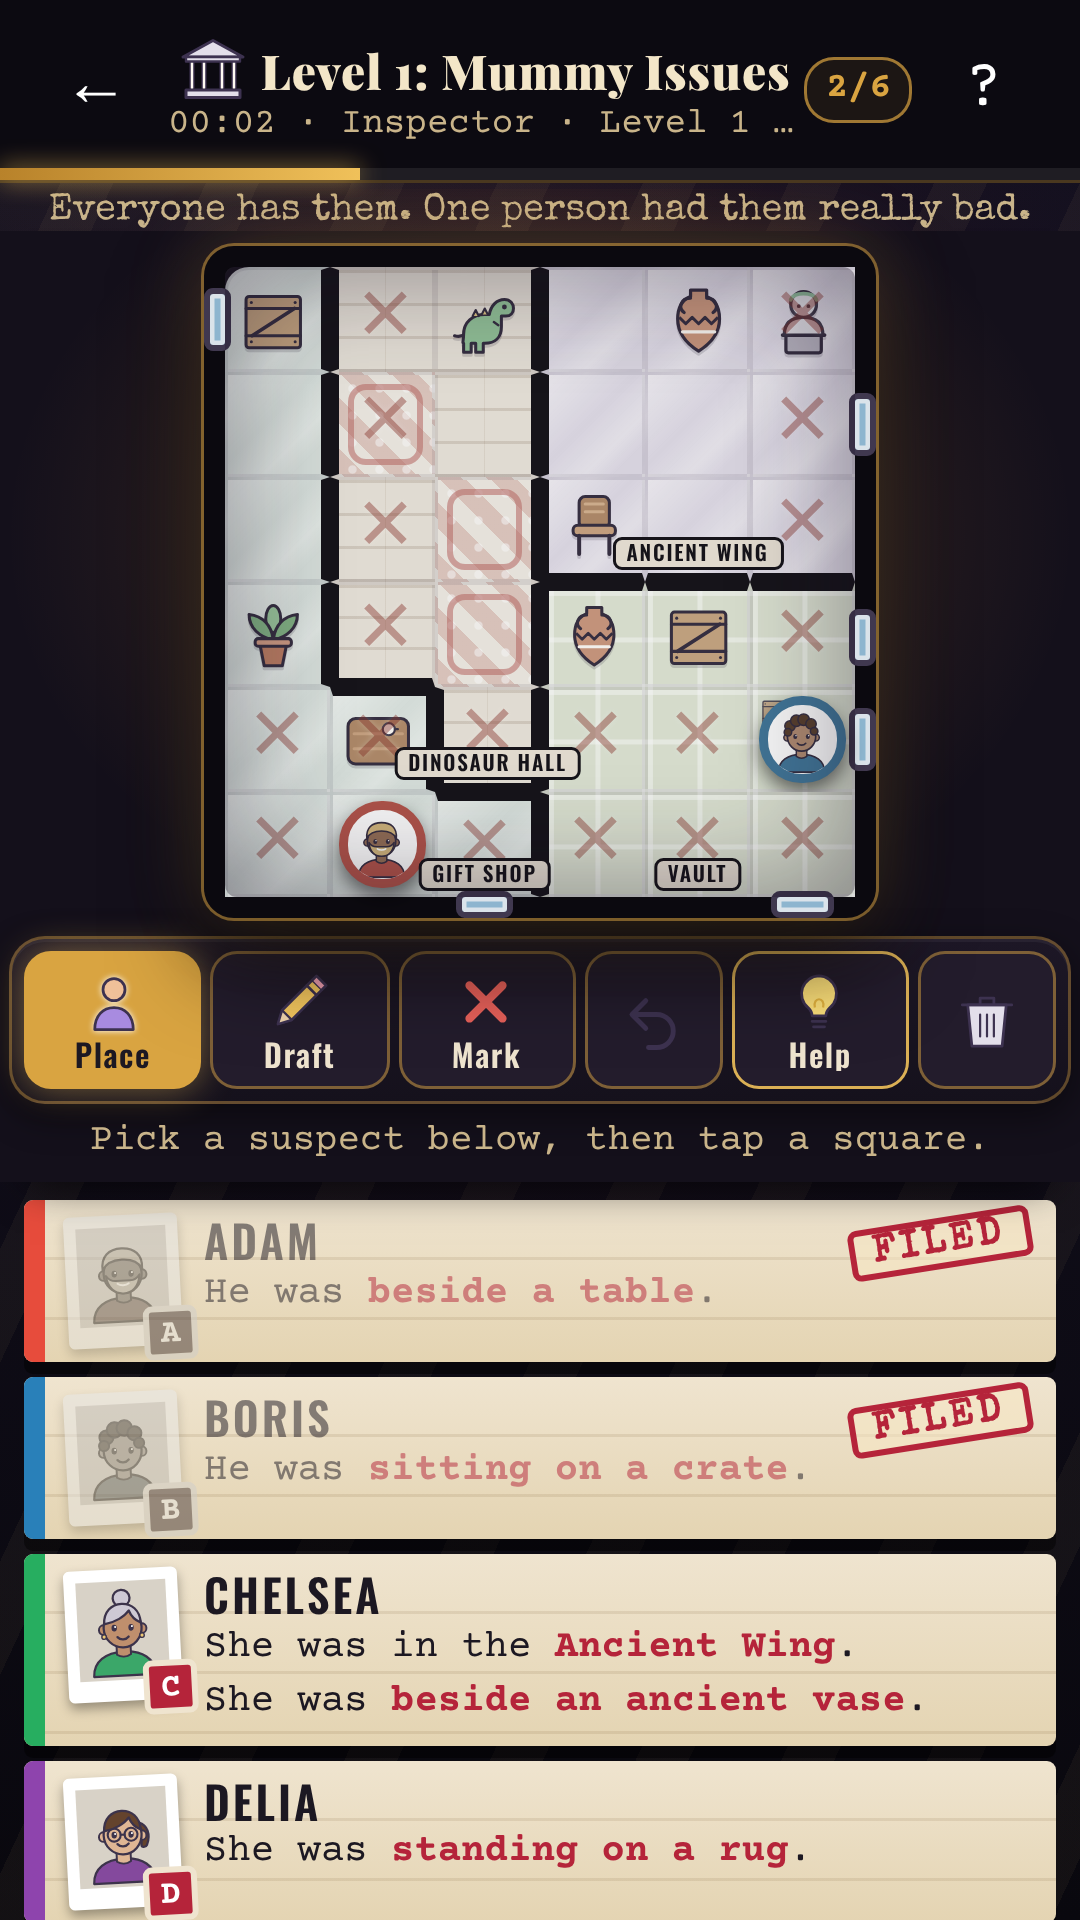 Level 1: Mummy Issues
2/6
?
00:02 · Inspector · Level 1 …
Everyone has them. One person had them really bad.
ANCIENT WING
DINOSAUR HALL
GIFT SHOP
VAULT
Place
Draft
Mark
Help
Pick a suspect below, then tap a square.
ADAM
FILED
He was beside a table.
A
BORIS
FILED
He was sitting on a crate.
B
CHELSEA
She was in the Ancient Wing.
She was beside an ancient vase.
C
DELIA
She was standing on a rug.
D